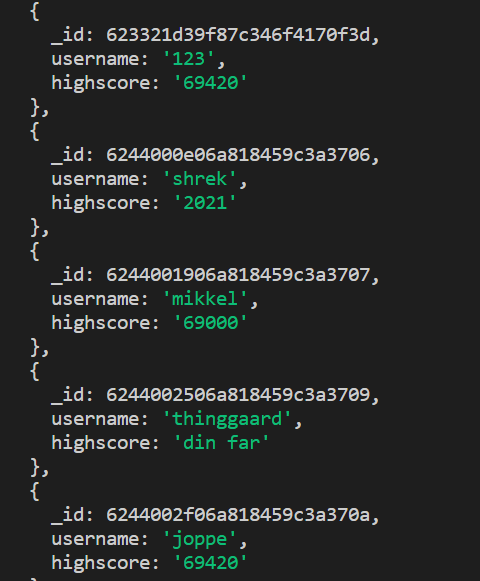 {
_id: 623321d39f87c346f4170f3d,
username: '123',
highscore: '69420'
},
{
_id: 6244000e06a818459c3a3706,
username: 'shrek',
highscore: '2021'
},
{
_id: 6244001906a818459c3a3707,
username: 'mikkel',
highscore: '69000'
},
{
_id: 6244002506a818459c3a3709,
username: 'thinggaard',
highscore: 'din far'
},
{
_id: 6244002f06a818459c3a370a,
username: 'joppe',
highscore: '69420'